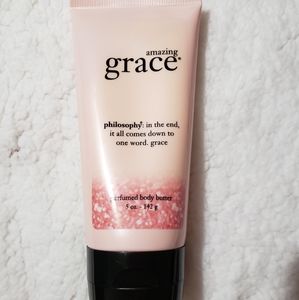 amazing
grace®
philosophy®: in the end,
it all comes down to
one word. grace
perfumed body butter
5 oz. - 142 g